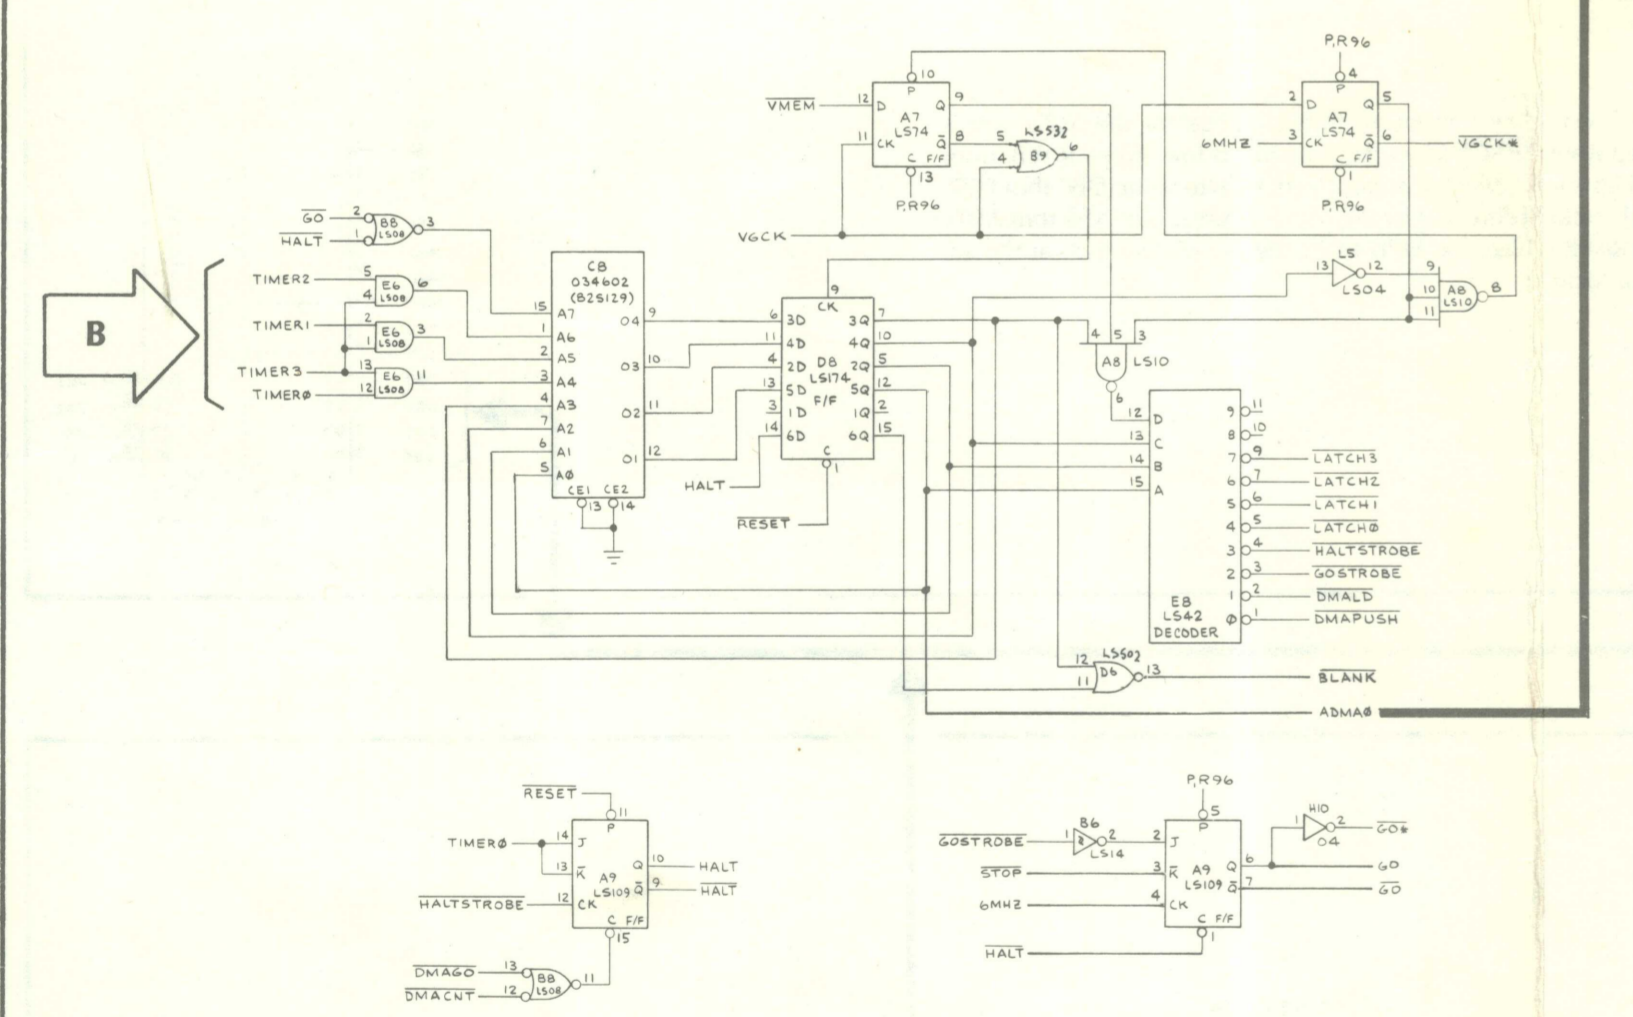 P,R96
4
P
2 D Q 5
A7
LS74
6MHZ 3 CK Q 6 VGCK*
C F/F
1
P,R96
10
P
VMEM 12 D Q 9
A7
LS74
11 CK Q 8
C F/F
13
P,R96
5 LS32 6
4 B9
VGCK
GO 2 B8 3
HALT 1 LS08
B
TIMER2 5 E6 6
4 LS08
TIMER1 2 E6 3
1 LS08
TIMER3 13 E6 11
TIMERØ 12 LS08
C8
034602
(82S129)
15 A7
1 A6
2 A5
3 A4
4 A3
7 A2
6 A1
5 AØ
O4 9
O3 10
O2 11
O1 12
CE1 CE2
13 14
9
CK
6 3D 3Q 7
11 4D 4Q 10
4 2D 2Q 5
13 5D 5Q 12
3 1D 1Q 2
14 6D 6Q 15
D8
LS174
F/F
C
1
HALT
RESET
L5
13 12
LS04
9
10 A8 8
11 LS10
4 5 3
A8 LS10
6
12 D
13 C
14 B
15 A
E8
LS42
DECODER
9 11
8 10
7 9 LATCH3
6 7 LATCH2
5 6 LATCH1
4 5 LATCHØ
3 4 HALTSTROBE
2 3 GOSTROBE
1 2 DMALD
Ø 1 DMAPUSH
LS02
12 D6 13 BLANK
11
ADMAØ
RESET
11
P
TIMERØ 14 J
13 K
Q 10 HALT
A9
LS109 Q 9 HALT
HALTSTROBE 12 CK
C F/F
15
DMAGO 13 B8 11
DMACNT 12 LS08
P,R96
5
P
GOSTROBE 1 B6 2 2 J
LS14
STOP 3 K
A9
LS109
6MHZ 4 CK
C F/F
1
HALT
Q 6
Q 7
H10
1 2 GO*
04
GO
GO